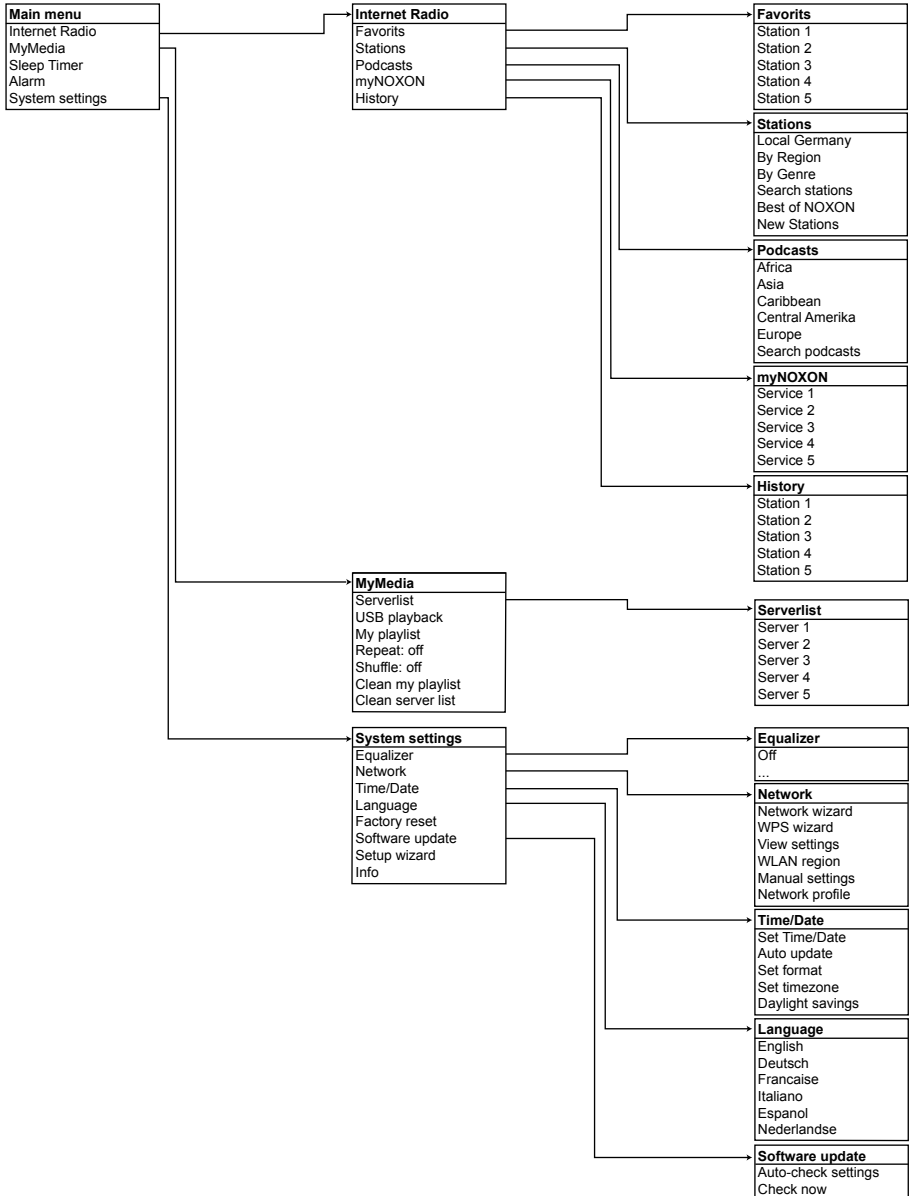 Main menu
Internet Radio
MyMedia
Sleep Timer
Alarm
System settings
Internet Radio
Favorits
Stations
Podcasts
myNOXON
History
Favorits
Station 1
Station 2
Station 3
Station 4
Station 5
Stations
Local Germany
By Region
By Genre
Search stations
Best of NOXON
New Stations
Podcasts
Africa
Asia
Caribbean
Central Amerika
Europe
Search podcasts
myNOXON
Service 1
Service 2
Service 3
Service 4
Service 5
History
Station 1
Station 2
Station 3
Station 4
Station 5
MyMedia
Serverlist
USB playback
My playlist
Repeat: off
Shuffle: off
Clean my playlist
Clean server list
Serverlist
Server 1
Server 2
Server 3
Server 4
Server 5
System settings
Equalizer
Network
Time/Date
Language
Factory reset
Software update
Setup wizard
Info
Equalizer
Off
...
Network
Network wizard
WPS wizard
View settings
WLAN region
Manual settings
Network profile
Time/Date
Set Time/Date
Auto update
Set format
Set timezone
Daylight savings
Language
English
Deutsch
Francaise
Italiano
Espanol
Nederlandse
Software update
Auto-check settings
Check now